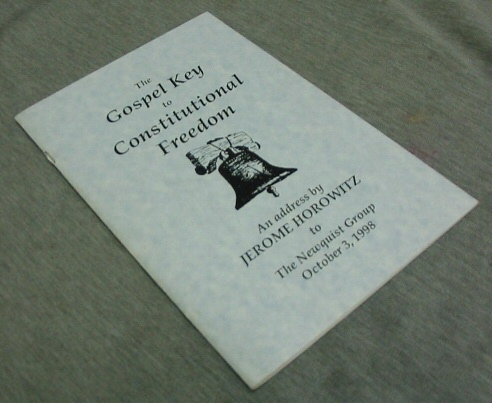 The
Gospel Key
to
Constitutional
Freedom
An address by
JEROME HOROWITZ
to
The Newquist Group
October 3, 1998